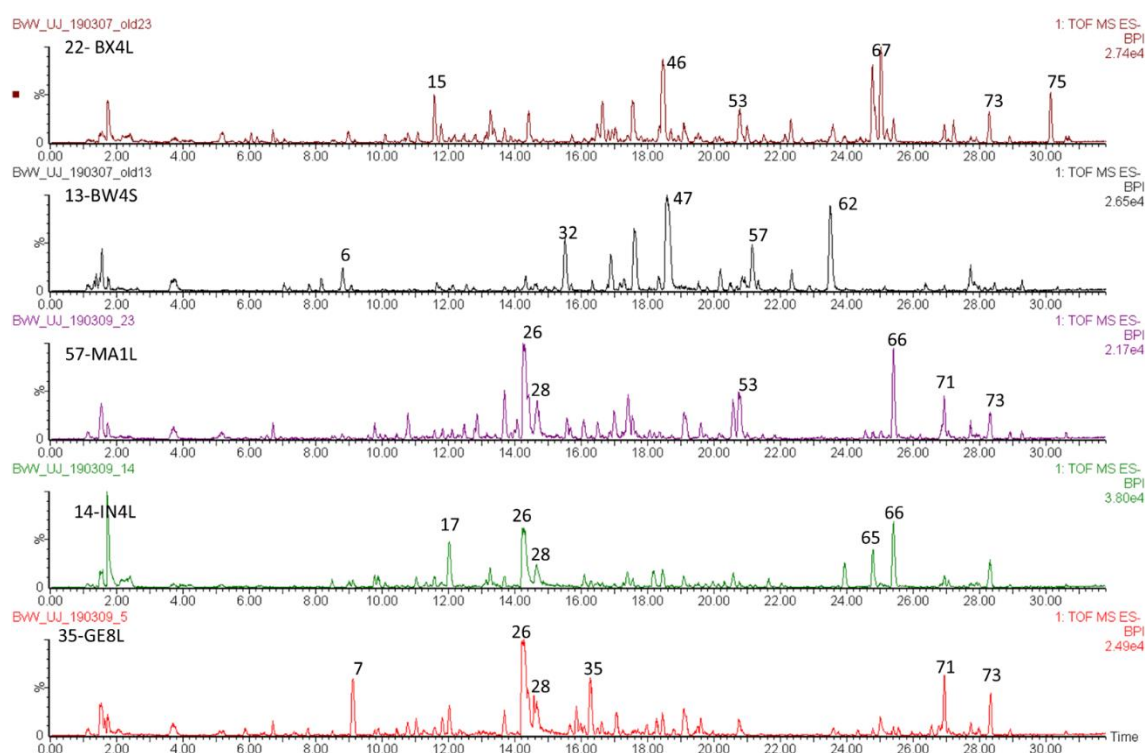 BvW_UJ_190307_old23
1: TOF MS ES-
BPI
2.74e4
22- BX4L
15
46
53
67
73
75
%
0
0.00 2.00 4.00 6.00 8.00 10.00 12.00 14.00 16.00 18.00 20.00 22.00 24.00 26.00 28.00 30.00
BvW_UJ_190307_old13
1: TOF MS ES-
BPI
2.65e4
13-BW4S
6
32
47
57
62
%
0
0.00 2.00 4.00 6.00 8.00 10.00 12.00 14.00 16.00 18.00 20.00 22.00 24.00 26.00 28.00 30.00
BvW_UJ_190309_23
1: TOF MS ES-
BPI
2.17e4
57-MA1L
26
28
53
66
71
73
%
0
0.00 2.00 4.00 6.00 8.00 10.00 12.00 14.00 16.00 18.00 20.00 22.00 24.00 26.00 28.00 30.00
BvW_UJ_190309_14
1: TOF MS ES-
BPI
3.80e4
14-IN4L
17
26
28
65
66
%
0
0.00 2.00 4.00 6.00 8.00 10.00 12.00 14.00 16.00 18.00 20.00 22.00 24.00 26.00 28.00 30.00
BvW_UJ_190309_5
1: TOF MS ES-
BPI
2.49e4
35-GE8L
7
26
28
35
71
73
%
0
Time
0.00 2.00 4.00 6.00 8.00 10.00 12.00 14.00 16.00 18.00 20.00 22.00 24.00 26.00 28.00 30.00